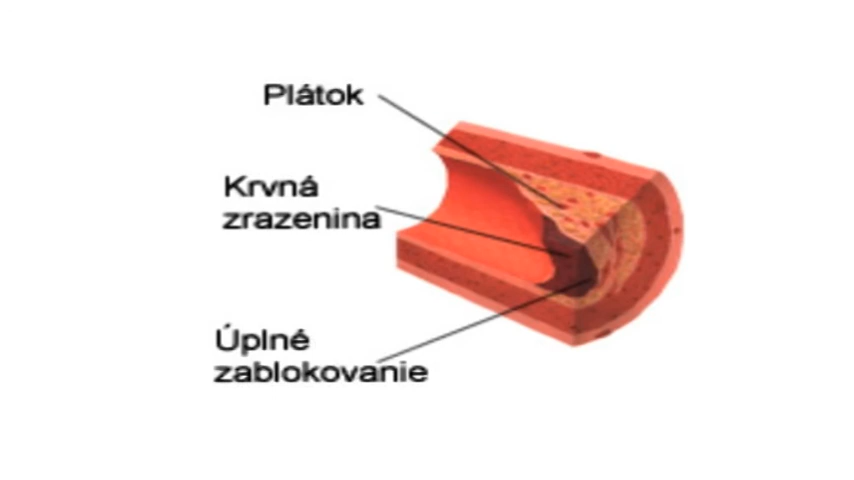 Plátok
Krvná
zrazenina
Úplné
zablokovanie